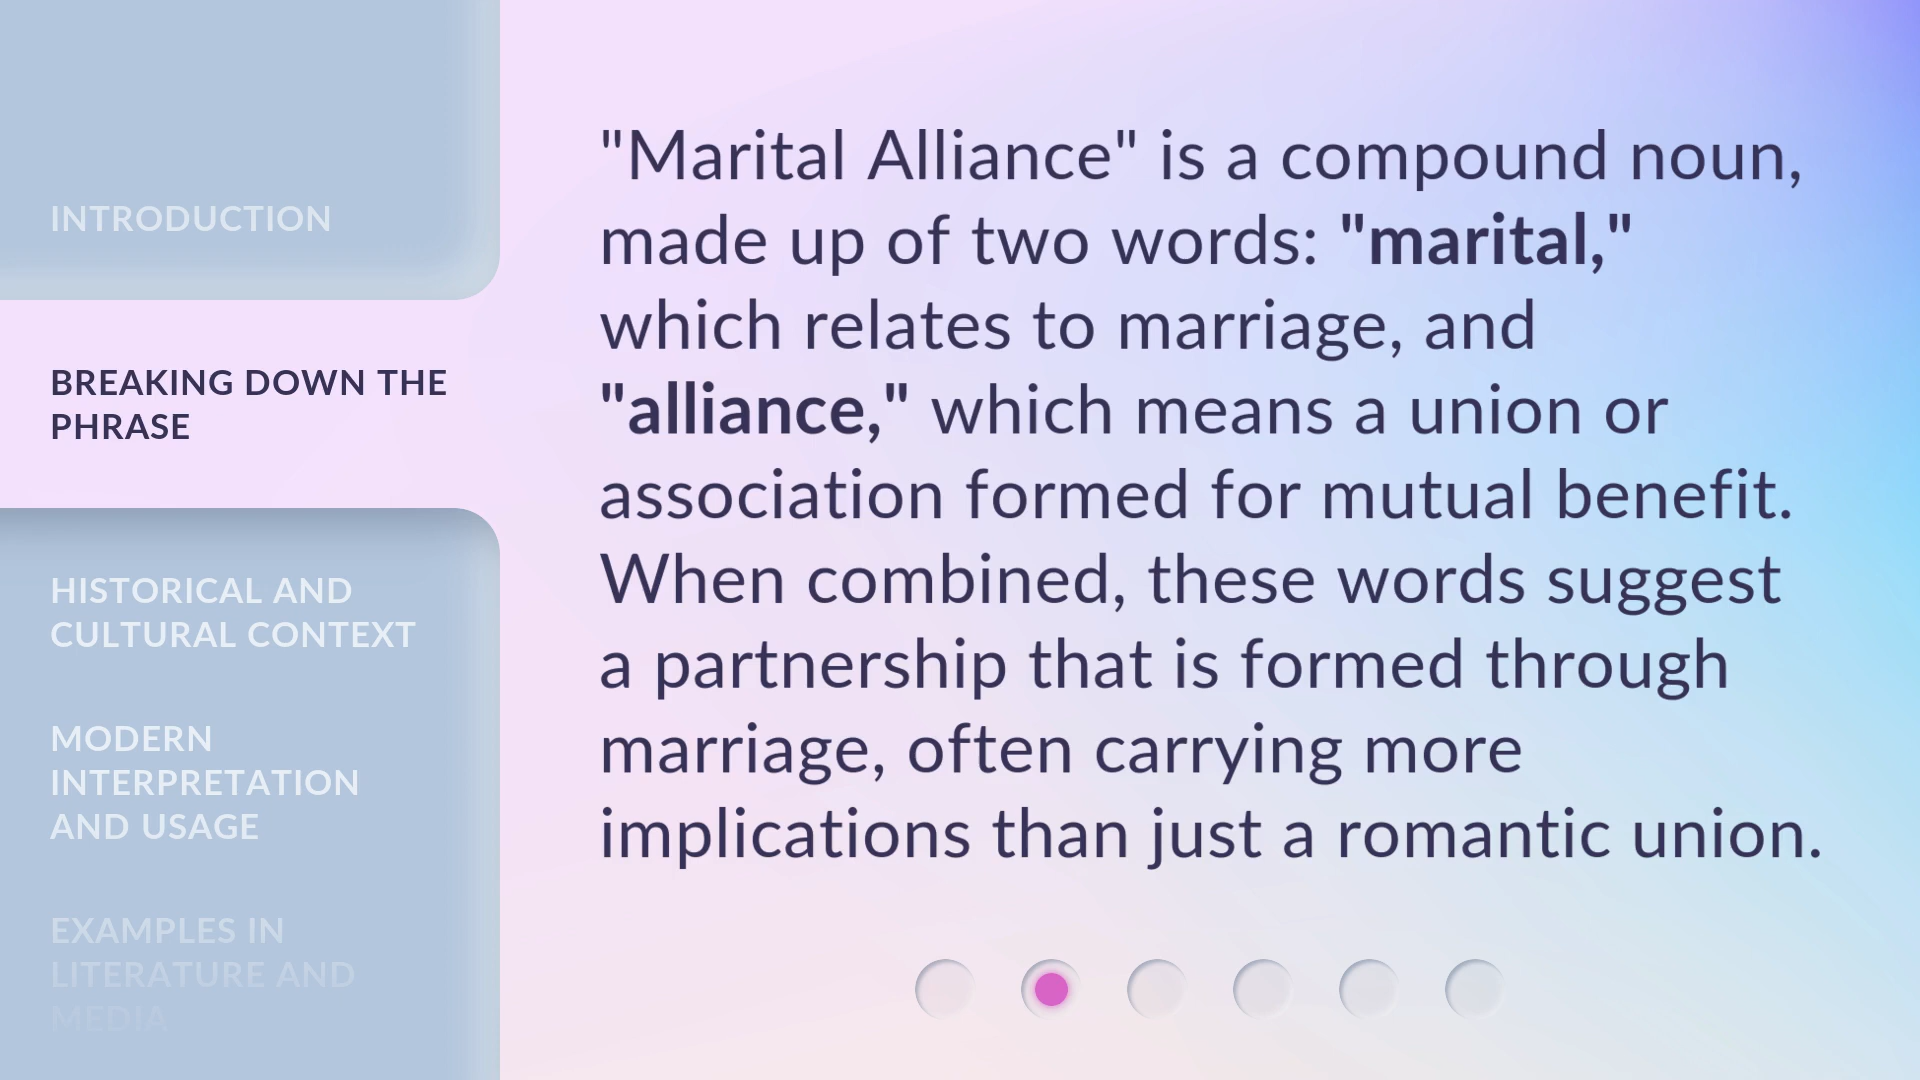 INTRODUCTION
BREAKING DOWN THE
PHRASE
HISTORICAL AND
CULTURAL CONTEXT
MODERN
INTERPRETATION
AND USAGE
EXAMPLES IN
LITERATURE AND
MEDIA
"Marital Alliance" is a compound noun,
made up of two words: "marital,"
which relates to marriage, and
"alliance," which means a union or
association formed for mutual benefit.
When combined, these words suggest
a partnership that is formed through
marriage, often carrying more
implications than just a romantic union.